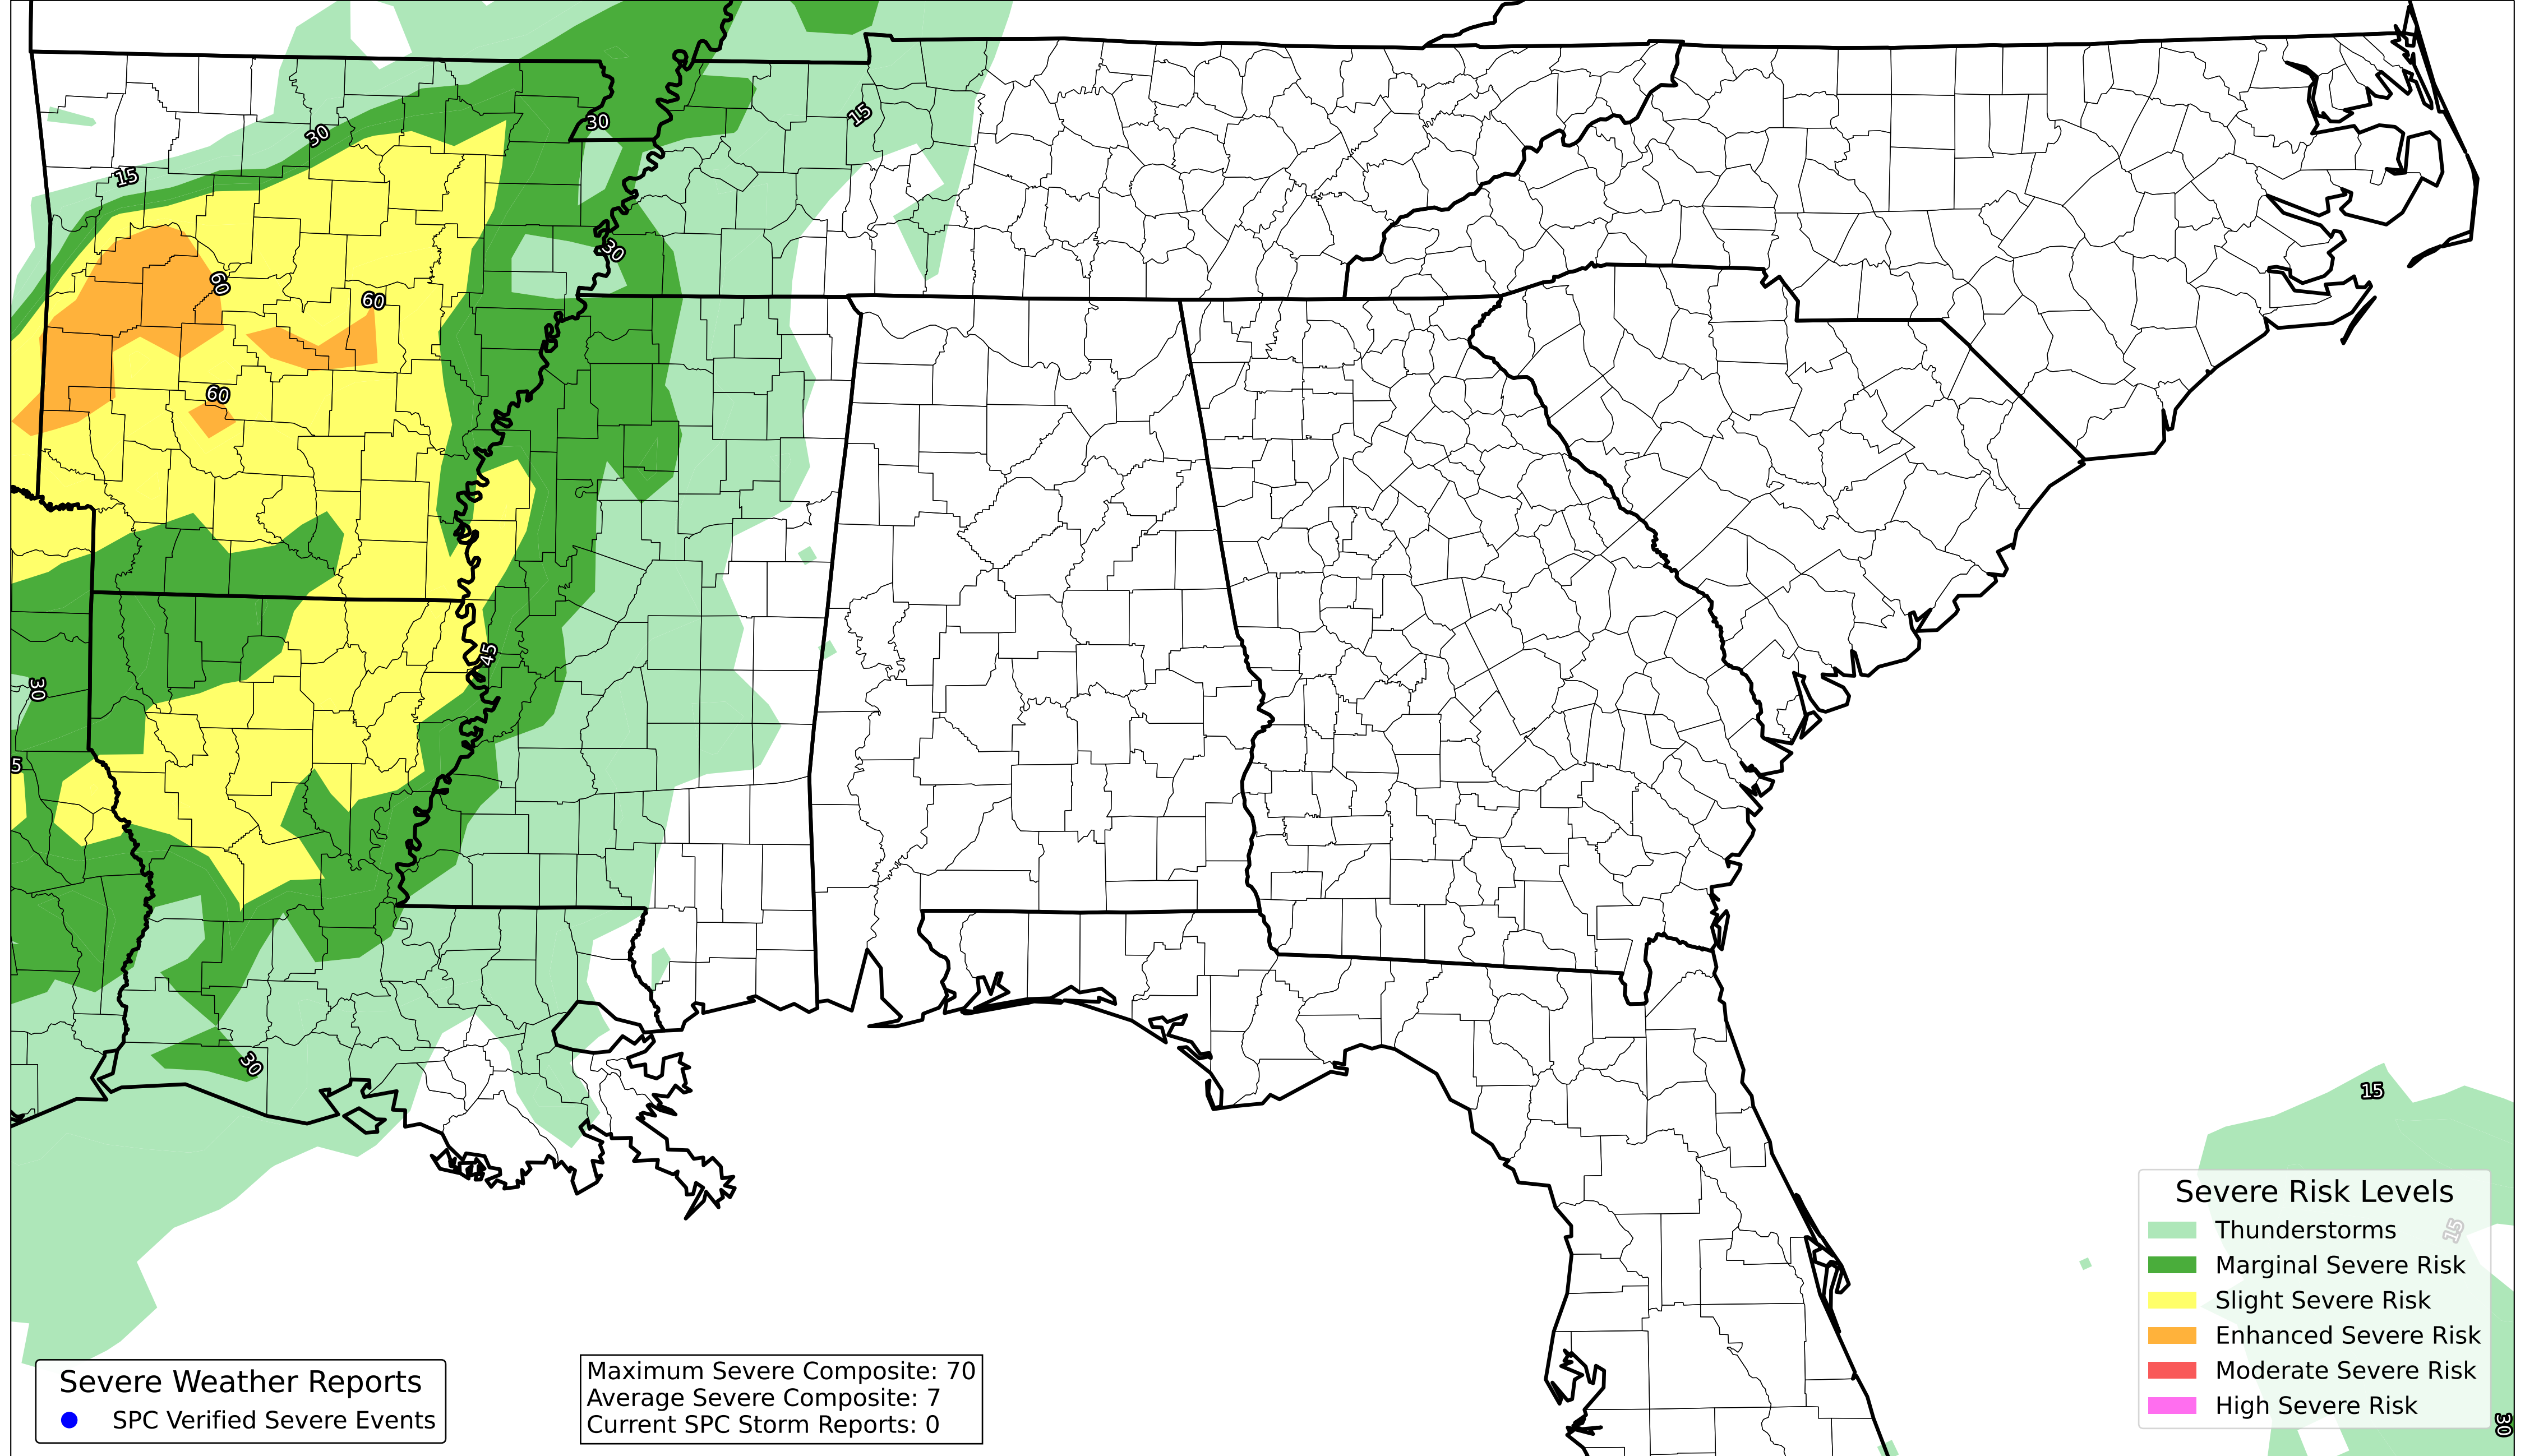 30
15
30
15
30
60
60
60
45
30
5
30
15
15
30
Severe Risk Levels
Thunderstorms
Marginal Severe Risk
Slight Severe Risk
Enhanced Severe Risk
Moderate Severe Risk
High Severe Risk
Severe Weather Reports
SPC Verified Severe Events
Maximum Severe Composite: 70
Average Severe Composite: 7
Current SPC Storm Reports: 0